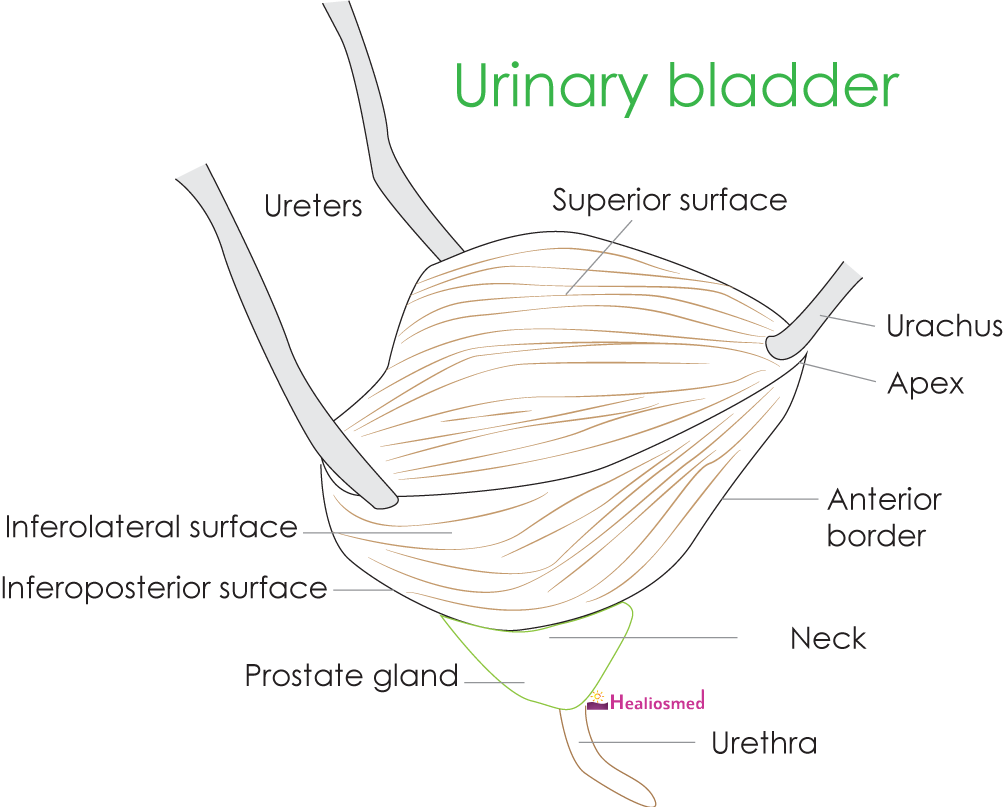 Urinary bladder
Ureters
Superior surface
Urachus
Apex
Anterior
border
Inferolateral surface
Inferoposterior surface
Neck
Prostate gland
Healiosmed
Urethra